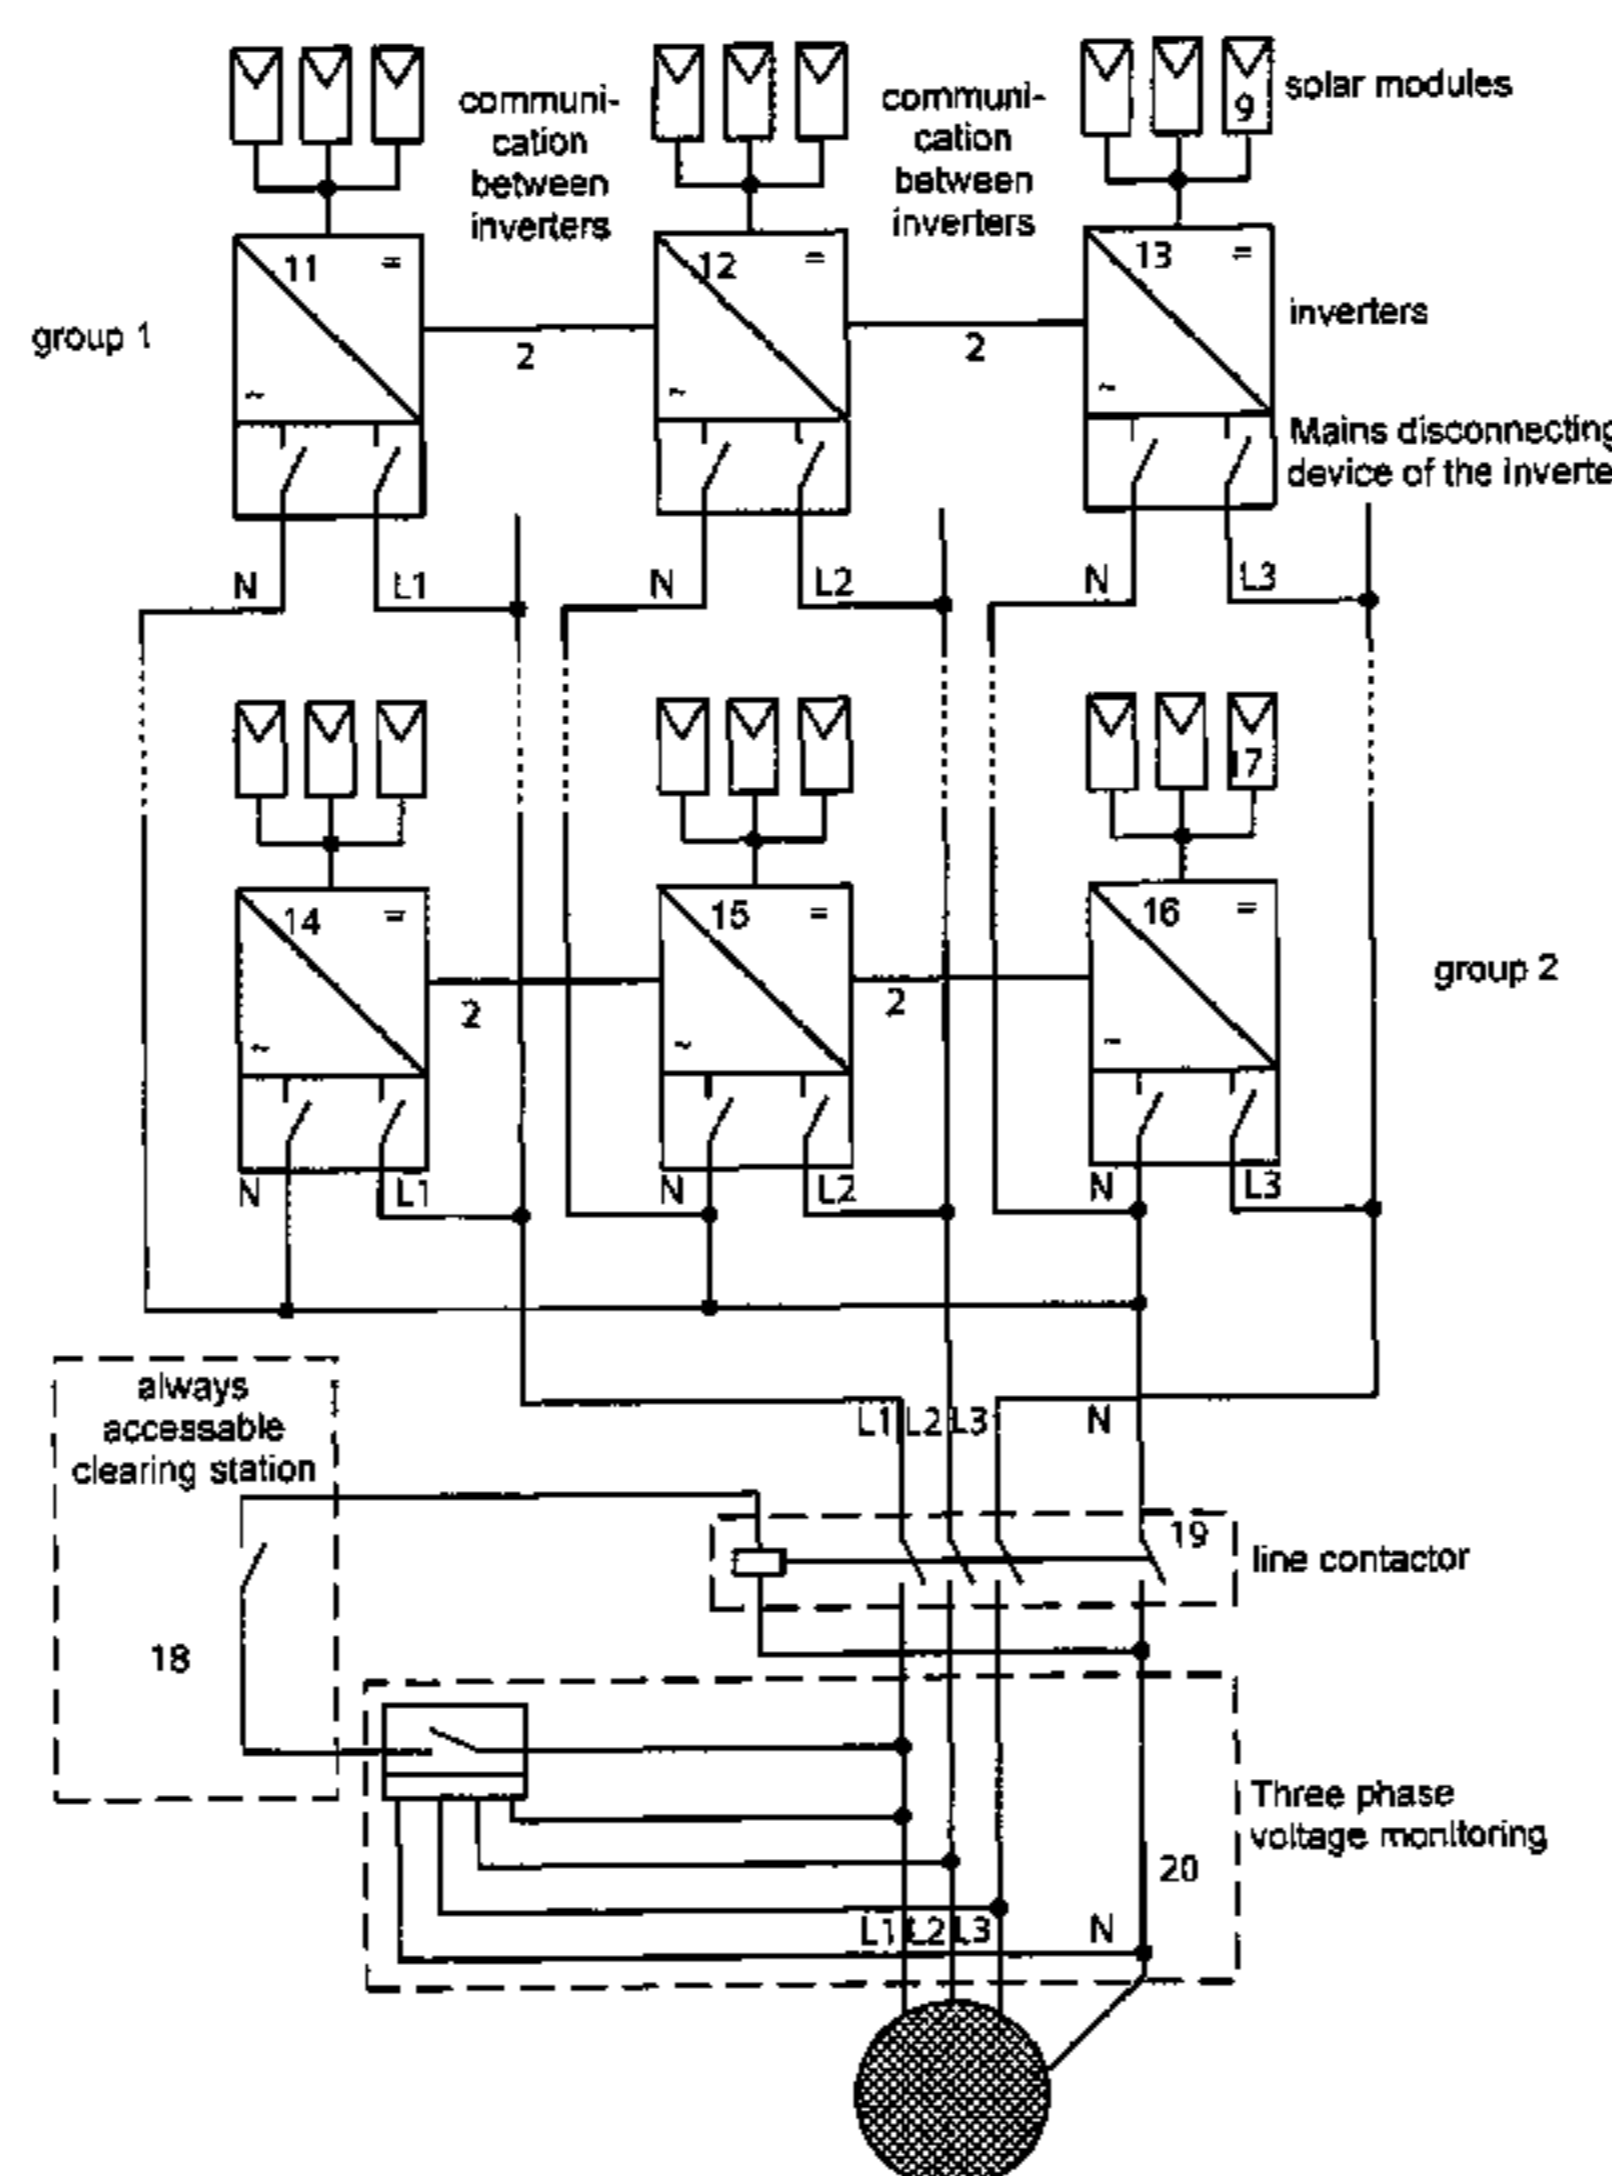 communi-
cation
between
inverters
communi-
cation
between
inverters
9
solar modules
11 =
12 =
13 =
group 1
2
2
inverters
~
~
~
Mains disconnecting
device of the inverte
N L1
N L2
N L3
17
14 =
15 =
16 =
group 2
2
2
~
~
~
N L1
N L2
N L3
always
accessable
clearing station
L1 L2 L3 N
19
line contactor
18
Three phase
voltage monitoring
20
L1 L2 L3 N